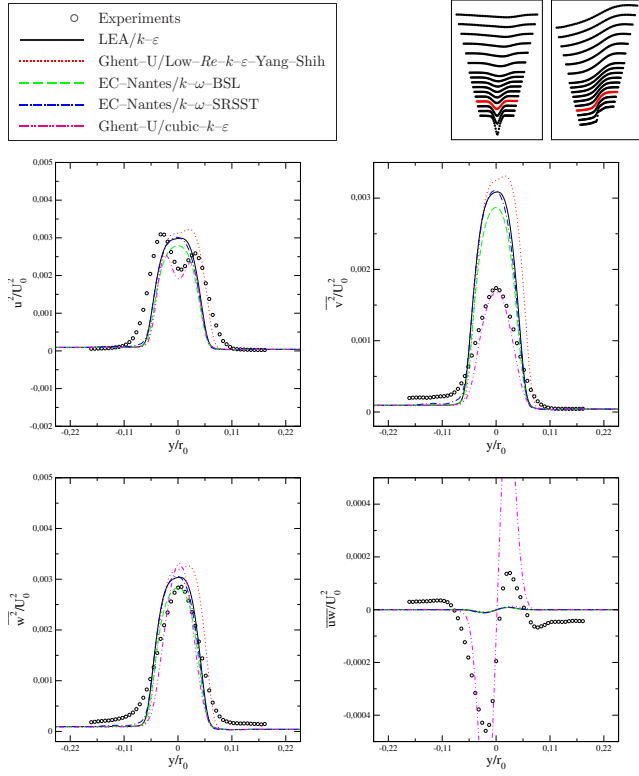 Experiments
LEA/k–ε
Ghent–U/Low–Re–k–ε–Yang–Shih
EC–Nantes/k–ω–BSL
EC–Nantes/k–ω–SRSST
Ghent–U/cubic–k–ε
0,005
0,004
0,003
0,002
0,001
0
-0,001
-0,002
u²/U₀²
-0,22 -0,11 0 0,11 0,22
y/r₀
0,003
0,002
0,001
0
v²/U₀²
-0,22 -0,11 0 0,11 0,22
y/r₀
0,005
0,004
0,003
0,002
0,001
0
w²/U₀²
-0,22 -0,11 0 0,11 0,22
y/r₀
0,0004
0,0002
0
-0,0002
-0,0004
uw/U₀²
-0,22 -0,11 0 0,11 0,22
y/r₀